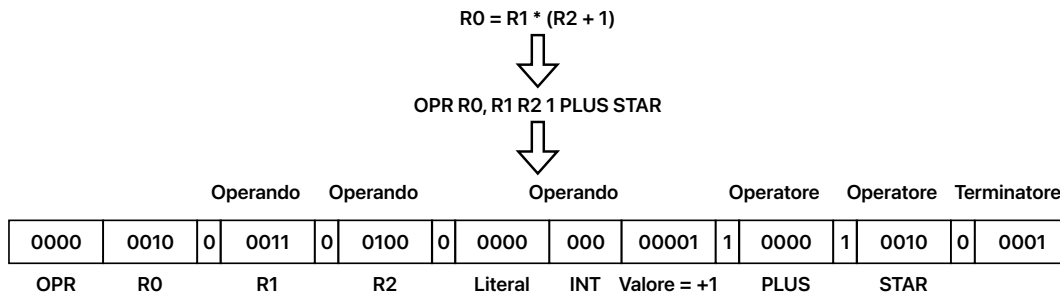 R0 = R1 * (R2 + 1)
OPR R0, R1 R2 1 PLUS STAR
Operando Operando Operando Operatore Operatore Terminatore
0000 0010 0 0011 0 0100 0 0000 000 00001 1 0000 1 0010 0 0001
OPR R0 R1 R2 Literal INT Valore = +1 PLUS STAR